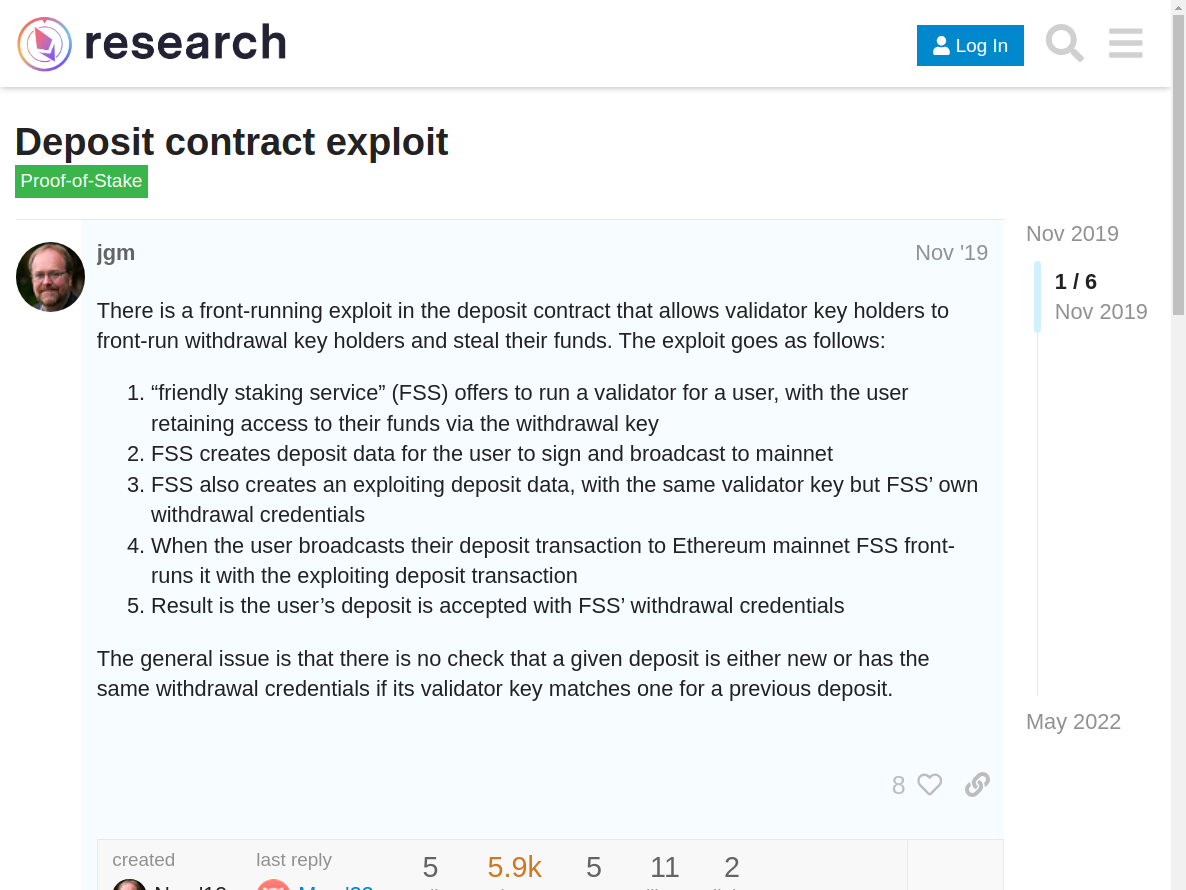 research
Log In
Deposit contract exploit
Proof-of-Stake
jgm
Nov '19
There is a front-running exploit in the deposit contract that allows validator key holders to
front-run withdrawal key holders and steal their funds. The exploit goes as follows:
1. “friendly staking service” (FSS) offers to run a validator for a user, with the user
retaining access to their funds via the withdrawal key
2. FSS creates deposit data for the user to sign and broadcast to mainnet
3. FSS also creates an exploiting deposit data, with the same validator key but FSS’ own
withdrawal credentials
4. When the user broadcasts their deposit transaction to Ethereum mainnet FSS front-
runs it with the exploiting deposit transaction
5. Result is the user’s deposit is accepted with FSS’ withdrawal credentials
The general issue is that there is no check that a given deposit is either new or has the
same withdrawal credentials if its validator key matches one for a previous deposit.
8
Nov 2019
1 / 6
Nov 2019
May 2022
created
last reply
5
5.9k
5
11
2